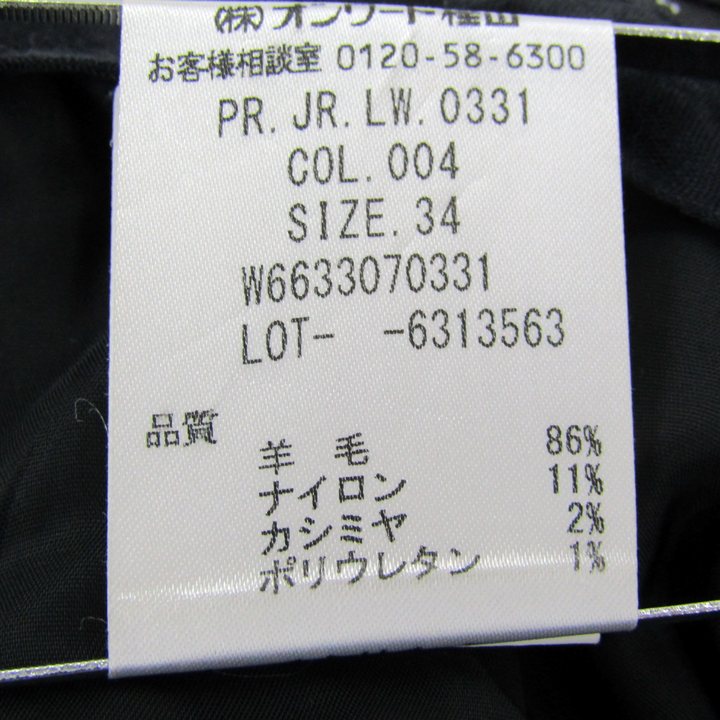 (株)オンワード樫山
お客様相談室 0120-58-6300
PR.JR.LW.0331
COL.004
SIZE.34
W6633070331
LOT- -6313563
品質
羊 毛 86%
ナイロン 11%
カシミヤ 2%
ポリウレタン 1%